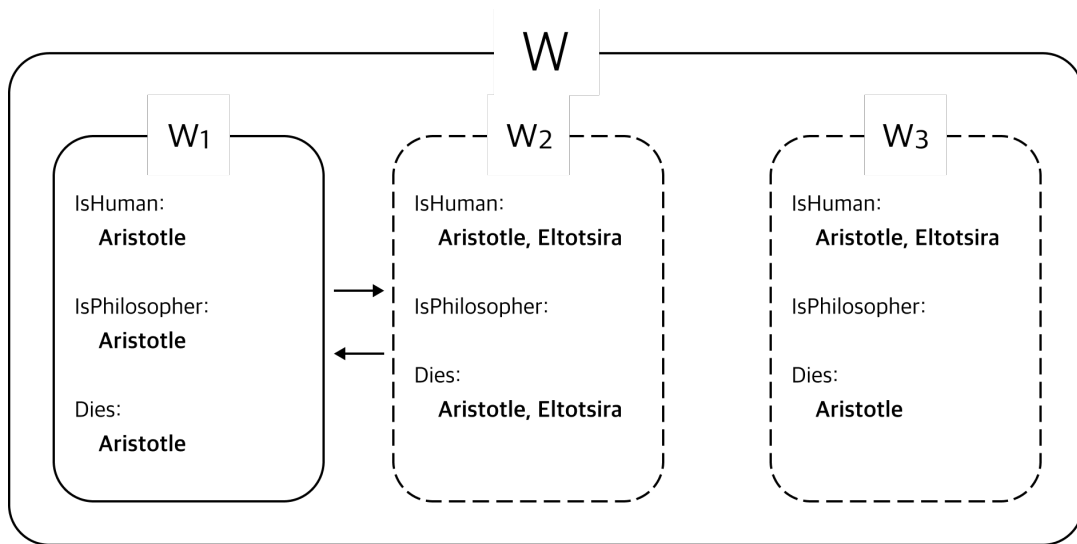 W
W1
IsHuman:
Aristotle
IsPhilosopher:
Aristotle
Dies:
Aristotle
W2
IsHuman:
Aristotle, Eltotsira
IsPhilosopher:
Dies:
Aristotle, Eltotsira
W3
IsHuman:
Aristotle, Eltotsira
IsPhilosopher:
Dies:
Aristotle